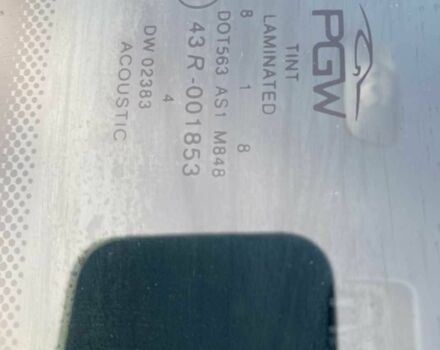 PGW
TINT
LAMINATED
8 1 8
DOT563 AS1 M848
43 R -001853
4
DW 02383
ACOUSTIC